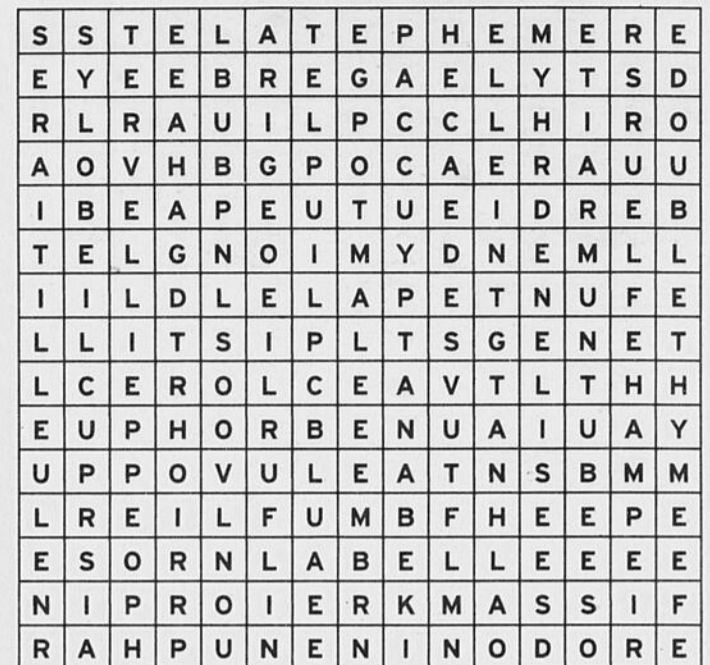 S S T E L A T E P H E M E R E
E Y E E B R E G A E L Y T S D
R L R A U I L P C C L H I R O
A O V H B G P O C A E R A U U
I B E A P E U T U E I D R E B
T E L G N O I M Y D N E M L L
I I L D L E L A P E T N U F E
L L I T S I P L T S G E N E T
L C E R O L C E A V T L T H H
E U P H O R B E N U A I U A Y
U P P O V U L E A T N S B M M
L R E I L F U M B F H E E P E
E S O R N L A B E L L E E E E
N I P R O I E R K M A S S I F
R A H P U N E N I N O D O R E